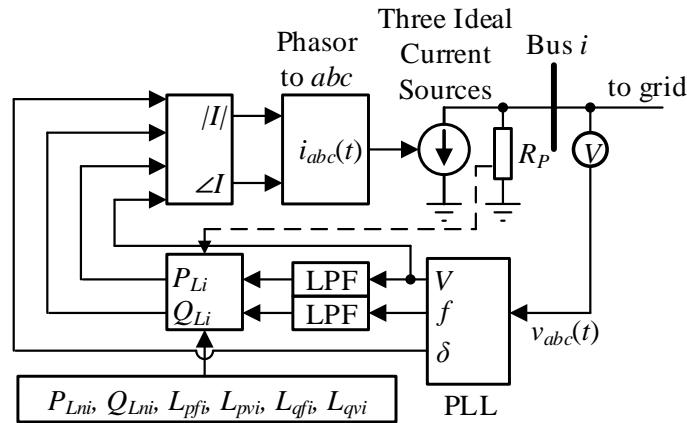 Three Ideal
Current
Sources
Phasor
to abc
Bus i
to grid
|I|
∠I
i_abc(t)
R_P
V
P_Li
Q_Li
LPF
LPF
V
f
δ
v_abc(t)
PLL
P_Lni, Q_Lni, L_pfi, L_pvi, L_qfi, L_qvi